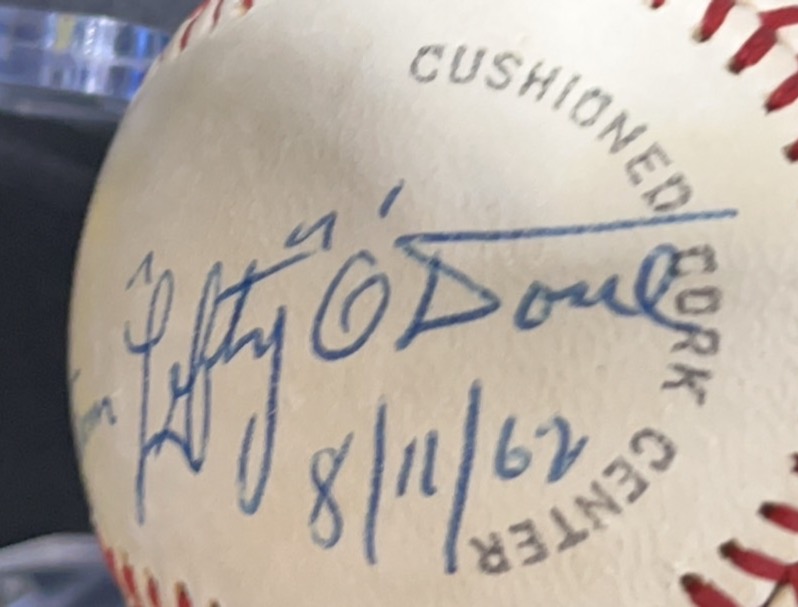 CUSHIONED CORK CENTER
"Lefty" O'Doul
8/11/62